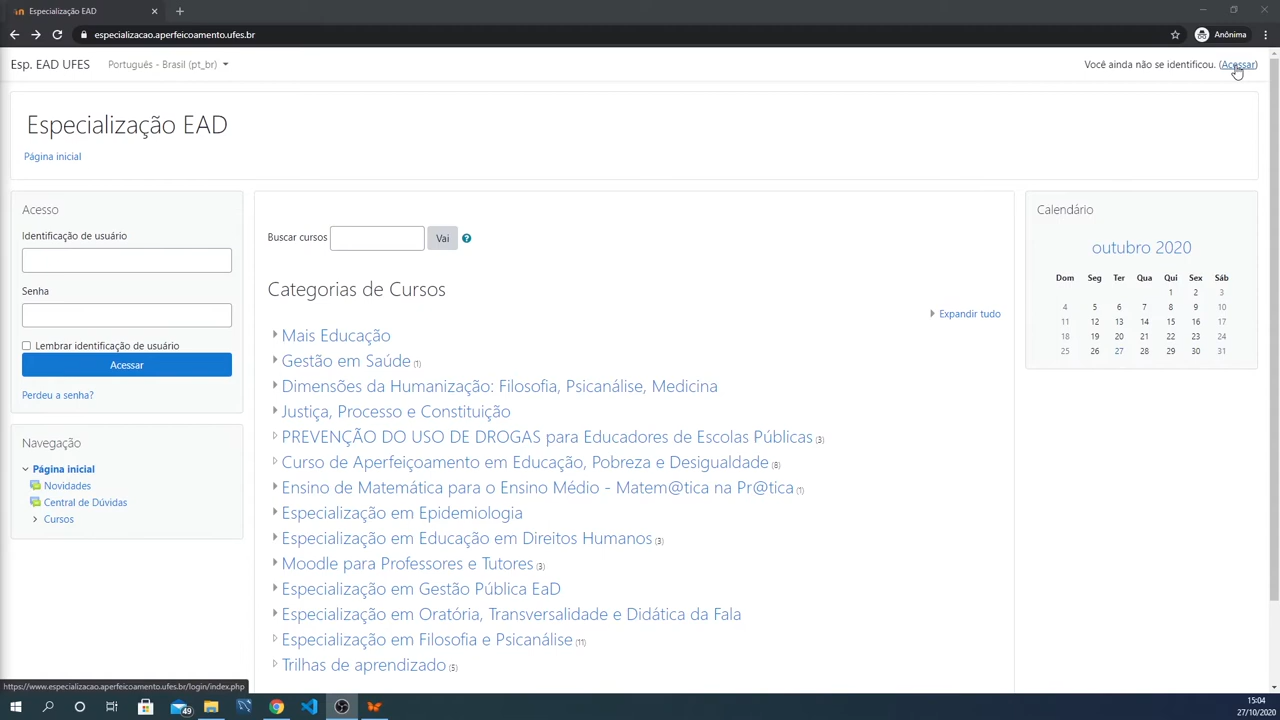 Especialização EAD
especializacao.aperfeicoamento.ufes.br
Anônima
Esp. EAD UFES
Português - Brasil (pt_br)
Você ainda não se identificou. (Acessar)
Especialização EAD
Página inicial
Acesso
Identificação de usuário
Senha
Lembrar identificação de usuário
Acessar
Perdeu a senha?
Navegação
Página inicial
Novidades
Central de Dúvidas
Cursos
Buscar cursos
Vai
Categorias de Cursos
Expandir tudo
Mais Educação
Gestão em Saúde (1)
Dimensões da Humanização: Filosofia, Psicanálise, Medicina
Justiça, Processo e Constituição
PREVENÇÃO DO USO DE DROGAS para Educadores de Escolas Públicas (3)
Curso de Aperfeiçoamento em Educação, Pobreza e Desigualdade (8)
Ensino de Matemática para o Ensino Médio - Matem@tica na Pr@tica (1)
Especialização em Epidemiologia
Especialização em Educação em Direitos Humanos (3)
Moodle para Professores e Tutores (3)
Especialização em Gestão Pública EaD
Especialização em Oratória, Transversalidade e Didática da Fala
Especialização em Filosofia e Psicanálise (11)
Trilhas de aprendizado (5)
Calendário
outubro 2020
Dom Seg Ter Qua Qui Sex Sáb
1 2 3
4 5 6 7 8 9 10
11 12 13 14 15 16 17
18 19 20 21 22 23 24
25 26 27 28 29 30 31
https://www.especializacao.aperfeicoamento.ufes.br/login/index.php
49
15:04
27/10/2020